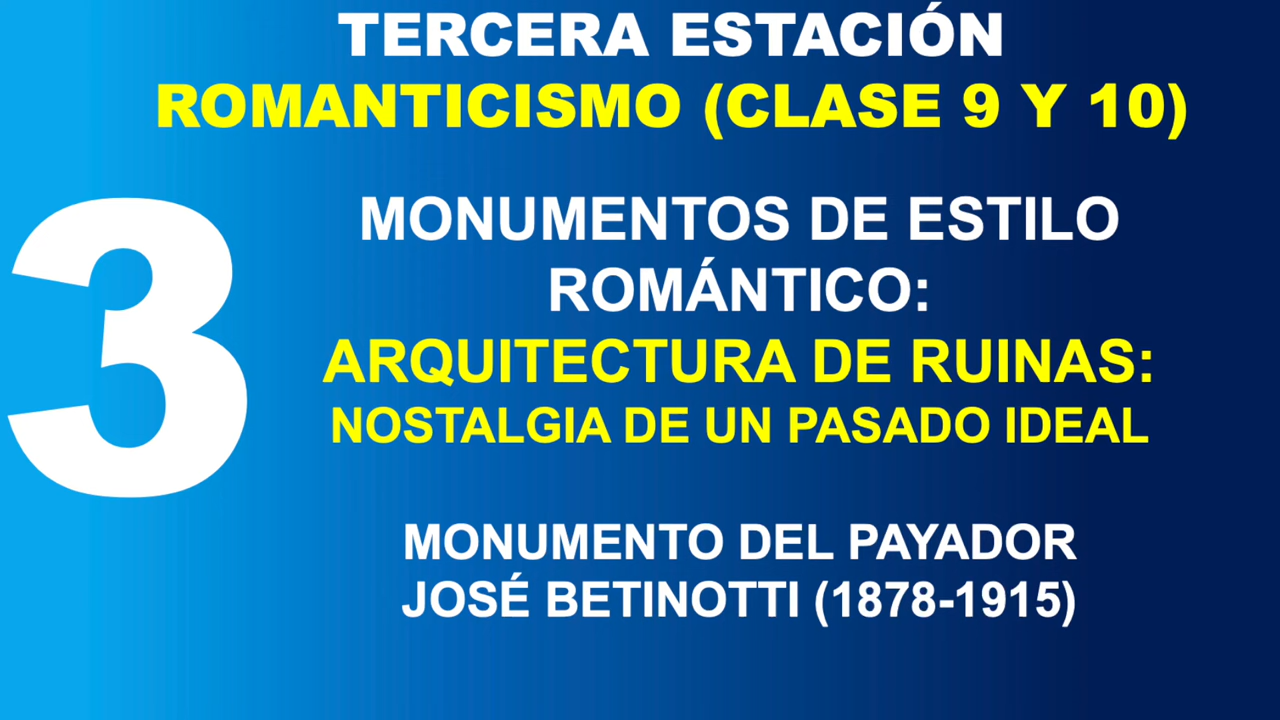 TERCERA ESTACIÓN
ROMANTICISMO (CLASE 9 Y 10)
3
MONUMENTOS DE ESTILO
ROMÁNTICO:
ARQUITECTURA DE RUINAS:
NOSTALGIA DE UN PASADO IDEAL
MONUMENTO DEL PAYADOR
JOSÉ BETINOTTI (1878-1915)